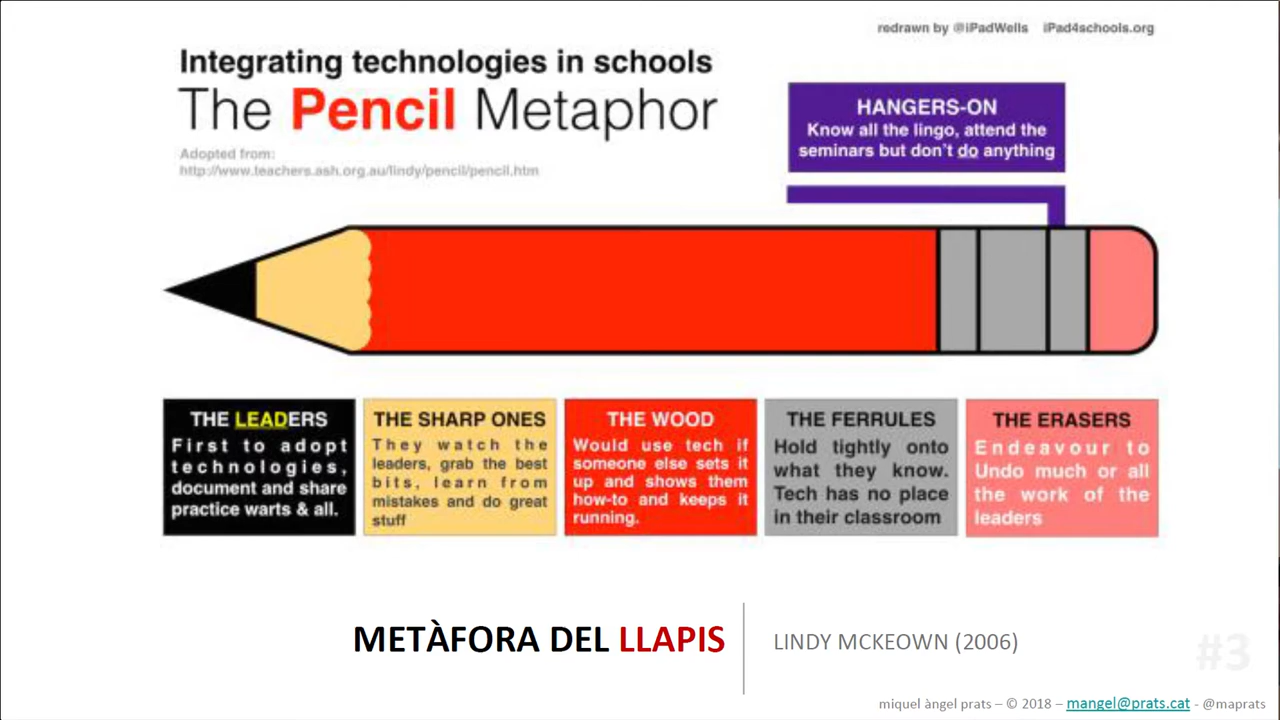 redrawn by @iPadWells iPad4schools.org
Integrating technologies in schools
The Pencil Metaphor
Adopted from:
http://www.teachers.ash.org.au/lindy/pencil/pencil.htm
HANGERS-ON
Know all the lingo, attend the
seminars but don't do anything
THE LEADERS
First to adopt
technologies,
document and share
practice warts & all.
THE SHARP ONES
They watch the
leaders, grab the best
bits, learn from
mistakes and do great
stuff
THE WOOD
Would use tech if
someone else sets it
up and shows them
how-to and keeps it
running.
THE FERRULES
Hold tightly onto
what they know.
Tech has no place
in their classroom
THE ERASERS
Endeavour to
Undo much or all
the work of the
leaders
METÀFORA DEL LLAPIS
LINDY MCKEOWN (2006)
#3
miquel àngel prats – © 2018 – mangel@prats.cat - @maprats